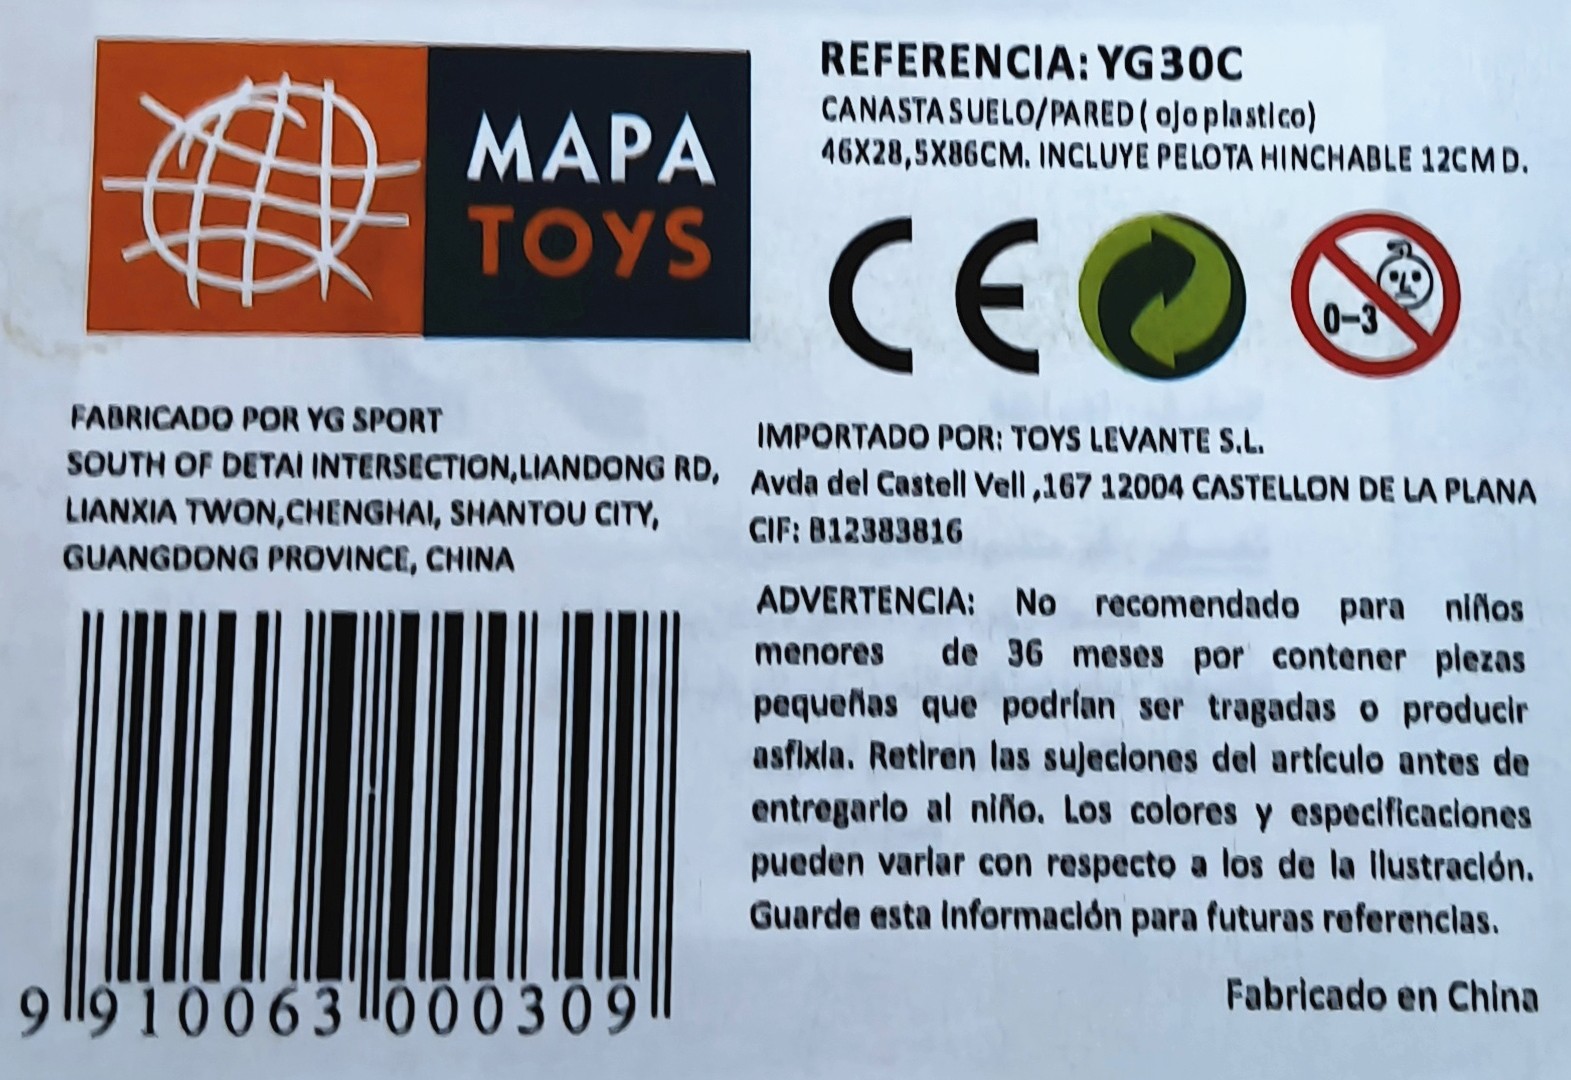 MAPA
TOYS
REFERENCIA: YG30C
CANASTA SUELO/PARED ( ojo plastico)
46X28,5X86CM. INCLUYE PELOTA HINCHABLE 12CM D.
CE
0-3
FABRICADO POR YG SPORT
SOUTH OF DETAI INTERSECTION,LIANDONG RD,
LIANXIA TWON,CHENGHAI, SHANTOU CITY,
GUANGDONG PROVINCE, CHINA
IMPORTADO POR: TOYS LEVANTE S.L.
Avda del Castell Vell ,167 12004 CASTELLON DE LA PLANA
CIF: B12383816
ADVERTENCIA: No recomendado para niños
menores de 36 meses por contener piezas
pequeñas que podrían ser tragadas o producir
asfixia. Retiren las sujeciones del artículo antes de
entregarlo al niño. Los colores y especificaciones
pueden variar con respecto a los de la ilustración.
Guarde esta información para futuras referencias.
Fabricado en China
9 910063 000309